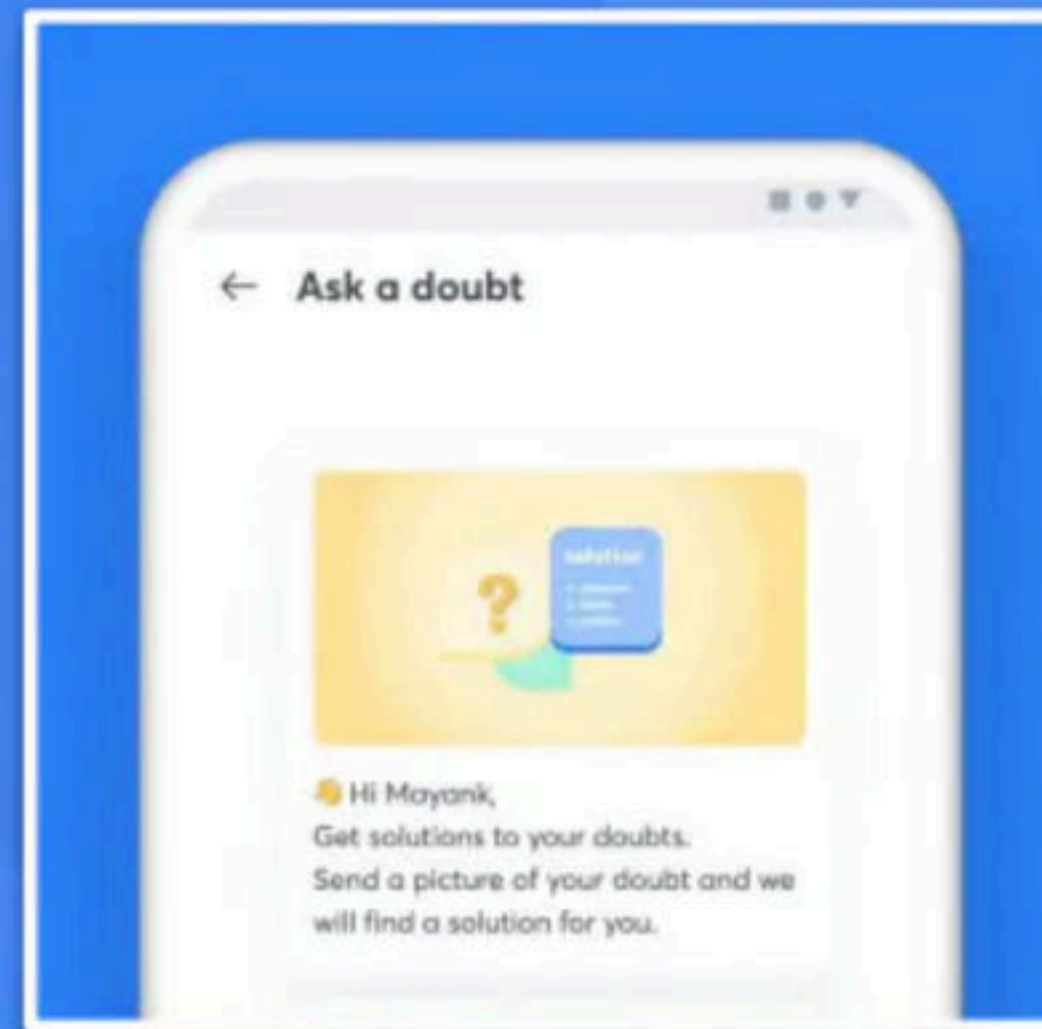 Ask a doubt
solution
👋 Hi Mayank,
Get solutions to your doubts.
Send a picture of your doubt and we
will find a solution for you.